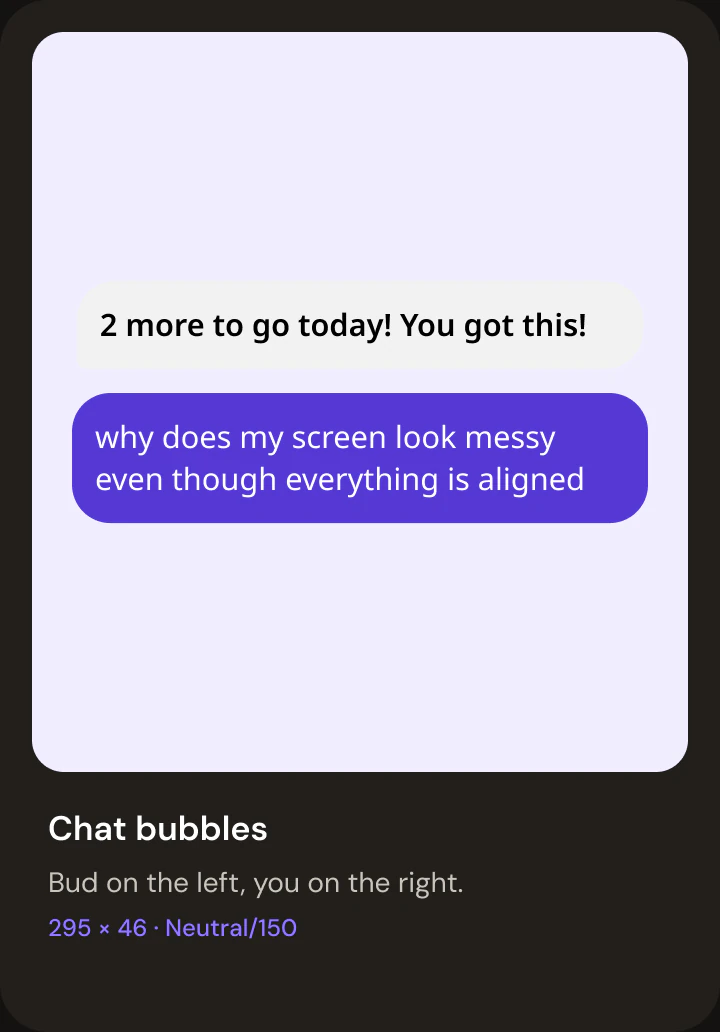 2 more to go today! You got this!
why does my screen look messy
even though everything is aligned
Chat bubbles
Bud on the left, you on the right.
295 × 46 · Neutral/150